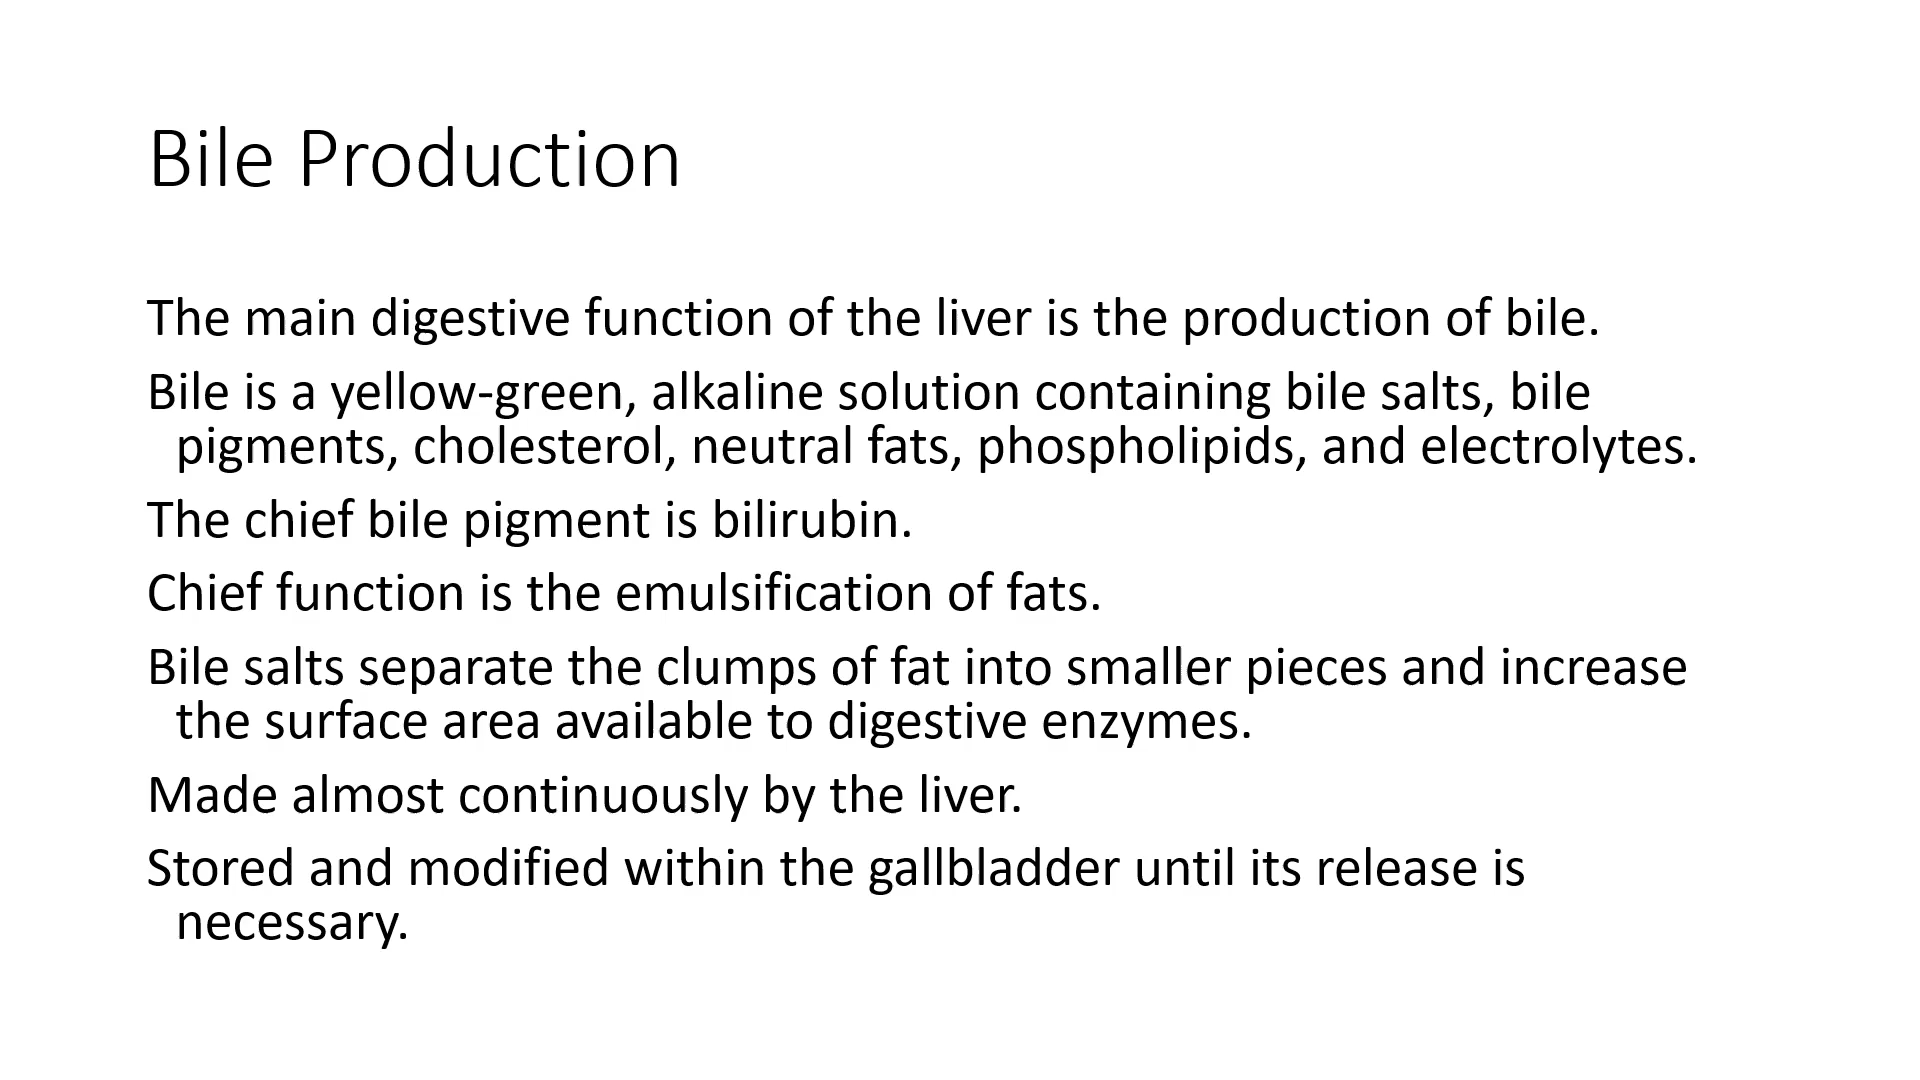 Bile Production
The main digestive function of the liver is the production of bile.
Bile is a yellow-green, alkaline solution containing bile salts, bile
pigments, cholesterol, neutral fats, phospholipids, and electrolytes.
The chief bile pigment is bilirubin.
Chief function is the emulsification of fats.
Bile salts separate the clumps of fat into smaller pieces and increase
the surface area available to digestive enzymes.
Made almost continuously by the liver.
Stored and modified within the gallbladder until its release is
necessary.